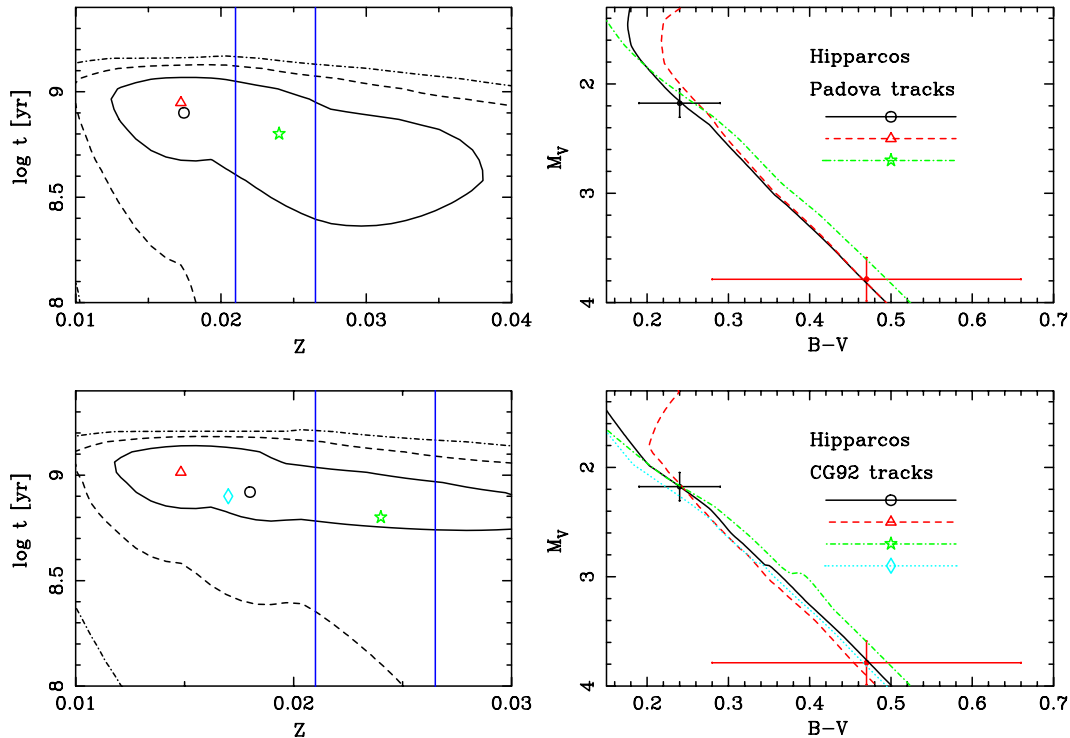 log t [yr]
9
8.5
8
0.01
0.02
0.03
0.04
Z
M_V
2
3
4
Hipparcos
Padova tracks
0.2
0.3
0.4
0.5
0.6
0.7
B−V
log t [yr]
9
8.5
8
0.01
0.02
0.03
Z
M_V
2
3
4
Hipparcos
CG92 tracks
0.2
0.3
0.4
0.5
0.6
0.7
B−V